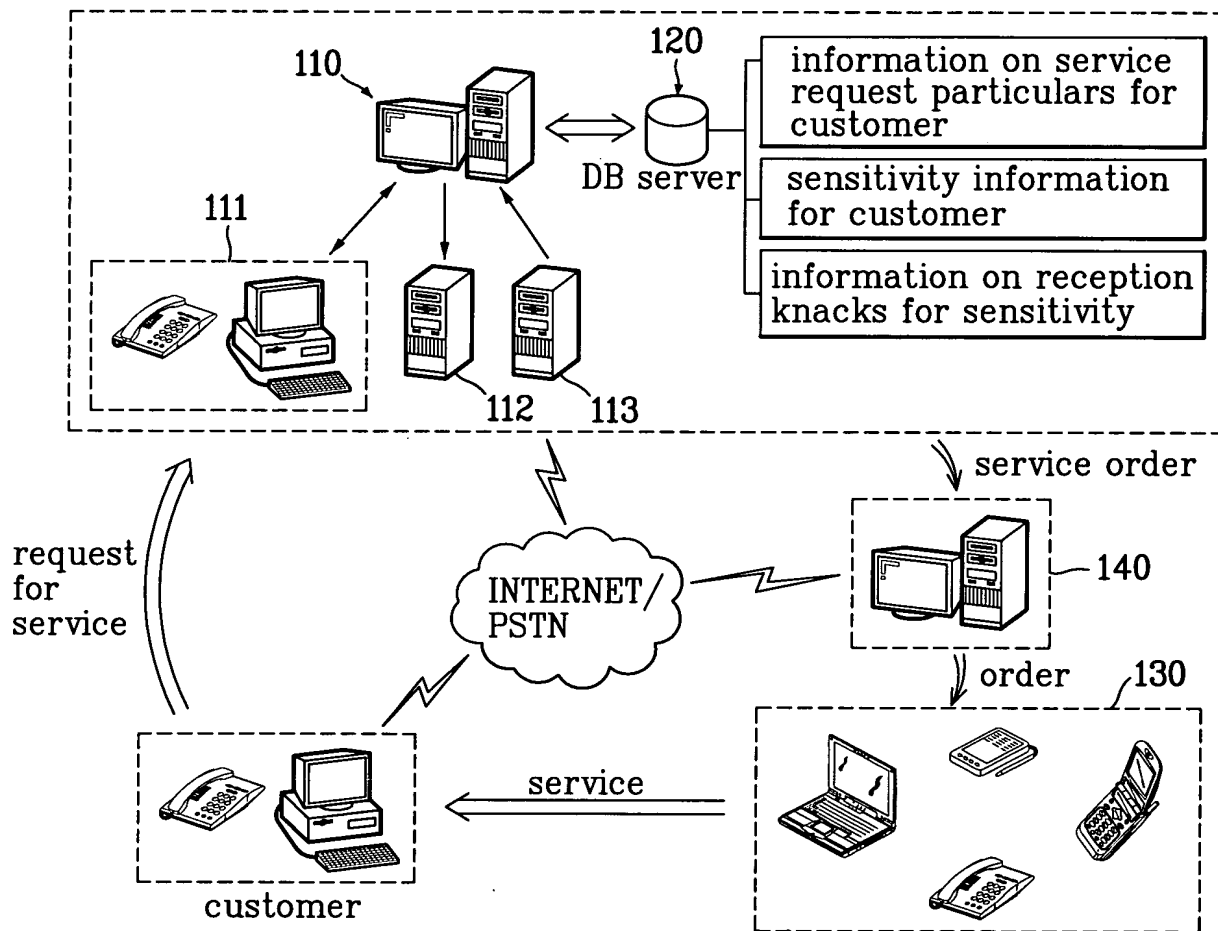 110
120
DB server
information on service
request particulars for
customer
sensitivity information
for customer
information on reception
knacks for sensitivity
111
112
113
service order
request
for
service
INTERNET/
PSTN
140
order
130
service
customer